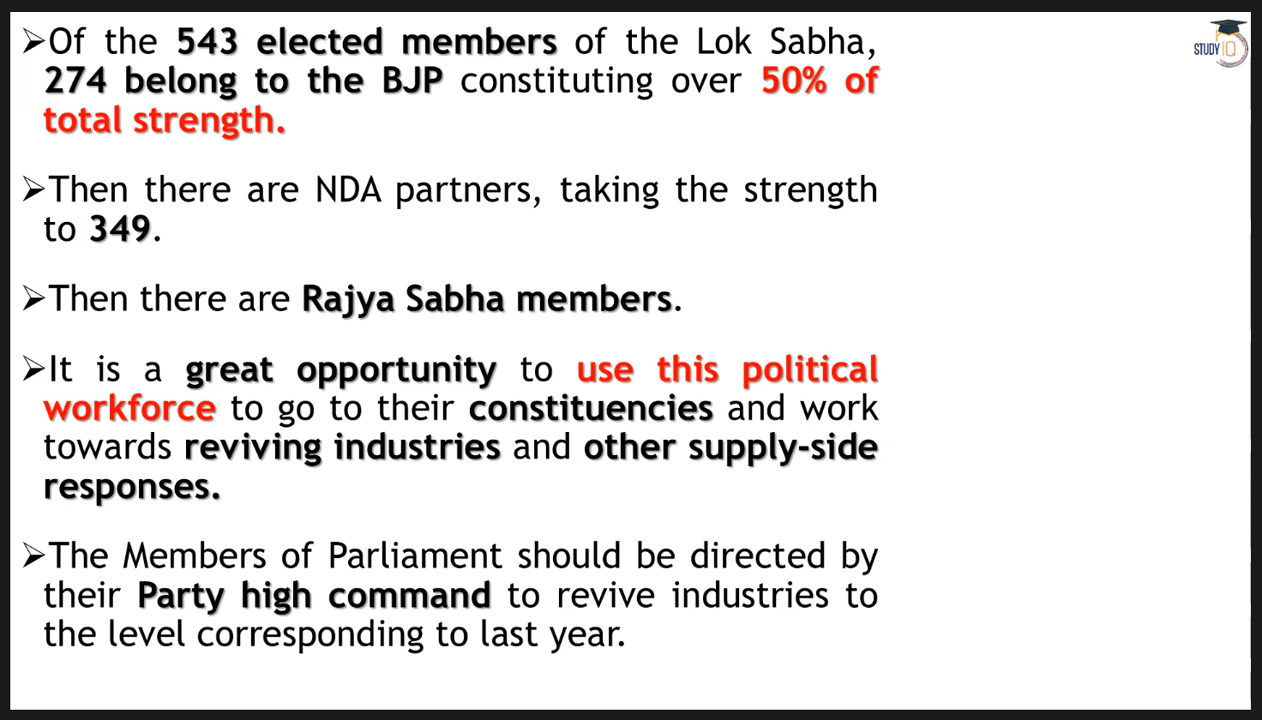 ➢Of the 543 elected members of the Lok Sabha,
274 belong to the BJP constituting over 50% of
total strength.
➢Then there are NDA partners, taking the strength
to 349.
➢Then there are Rajya Sabha members.
➢It is a great opportunity to use this political
workforce to go to their constituencies and work
towards reviving industries and other supply-side
responses.
➢The Members of Parliament should be directed by
their Party high command to revive industries to
the level corresponding to last year.
STUDY IQ